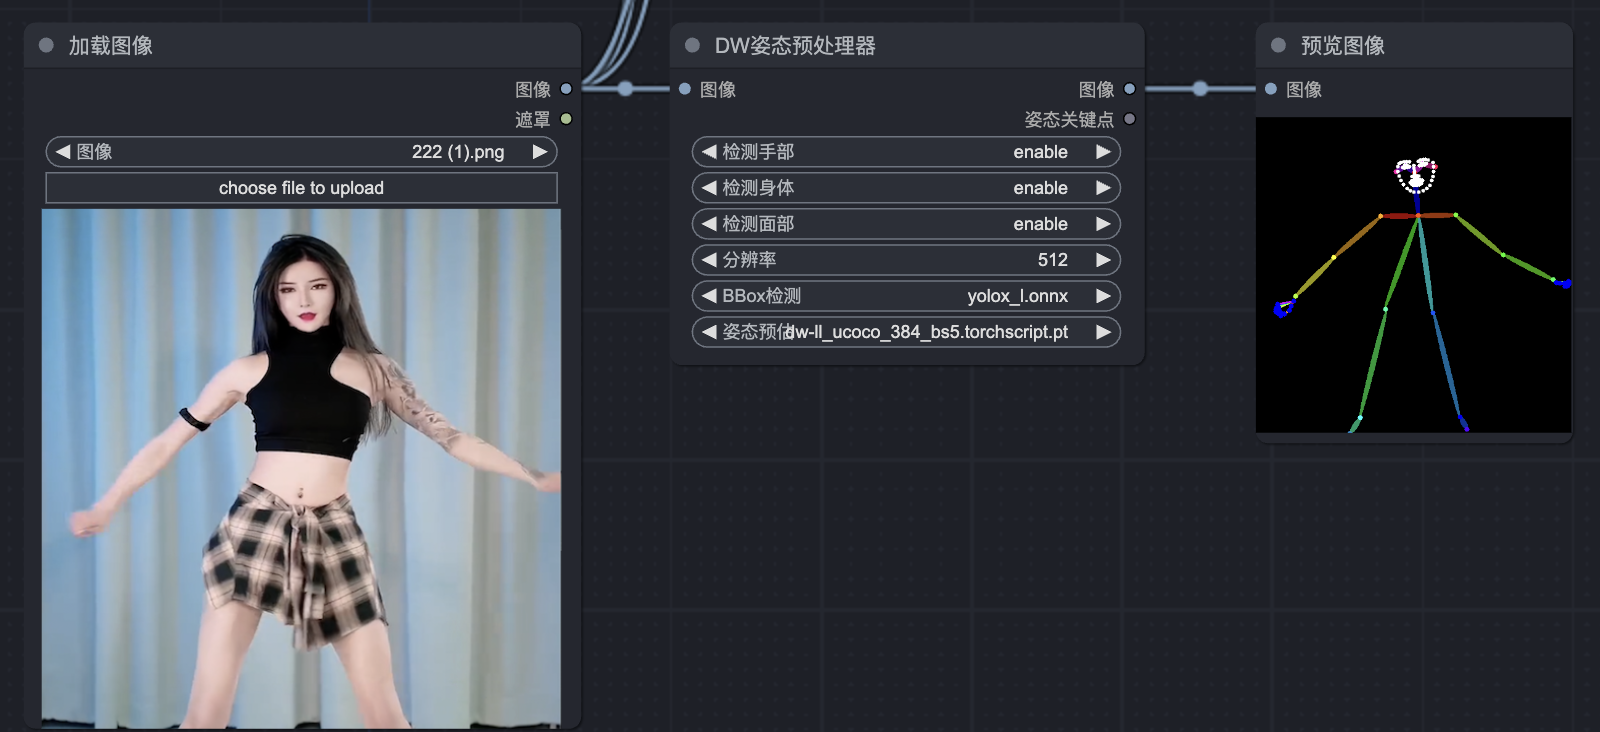 加载图像
图像
遮罩
图像 222 (1).png
choose file to upload
DW姿态预处理器
图像 图像
姿态关键点
检测手部 enable
检测身体 enable
检测面部 enable
分辨率 512
BBox检测 yolox_l.onnx
姿态预估 dw-ll_ucoco_384_bs5.torchscript.pt
预览图像
图像